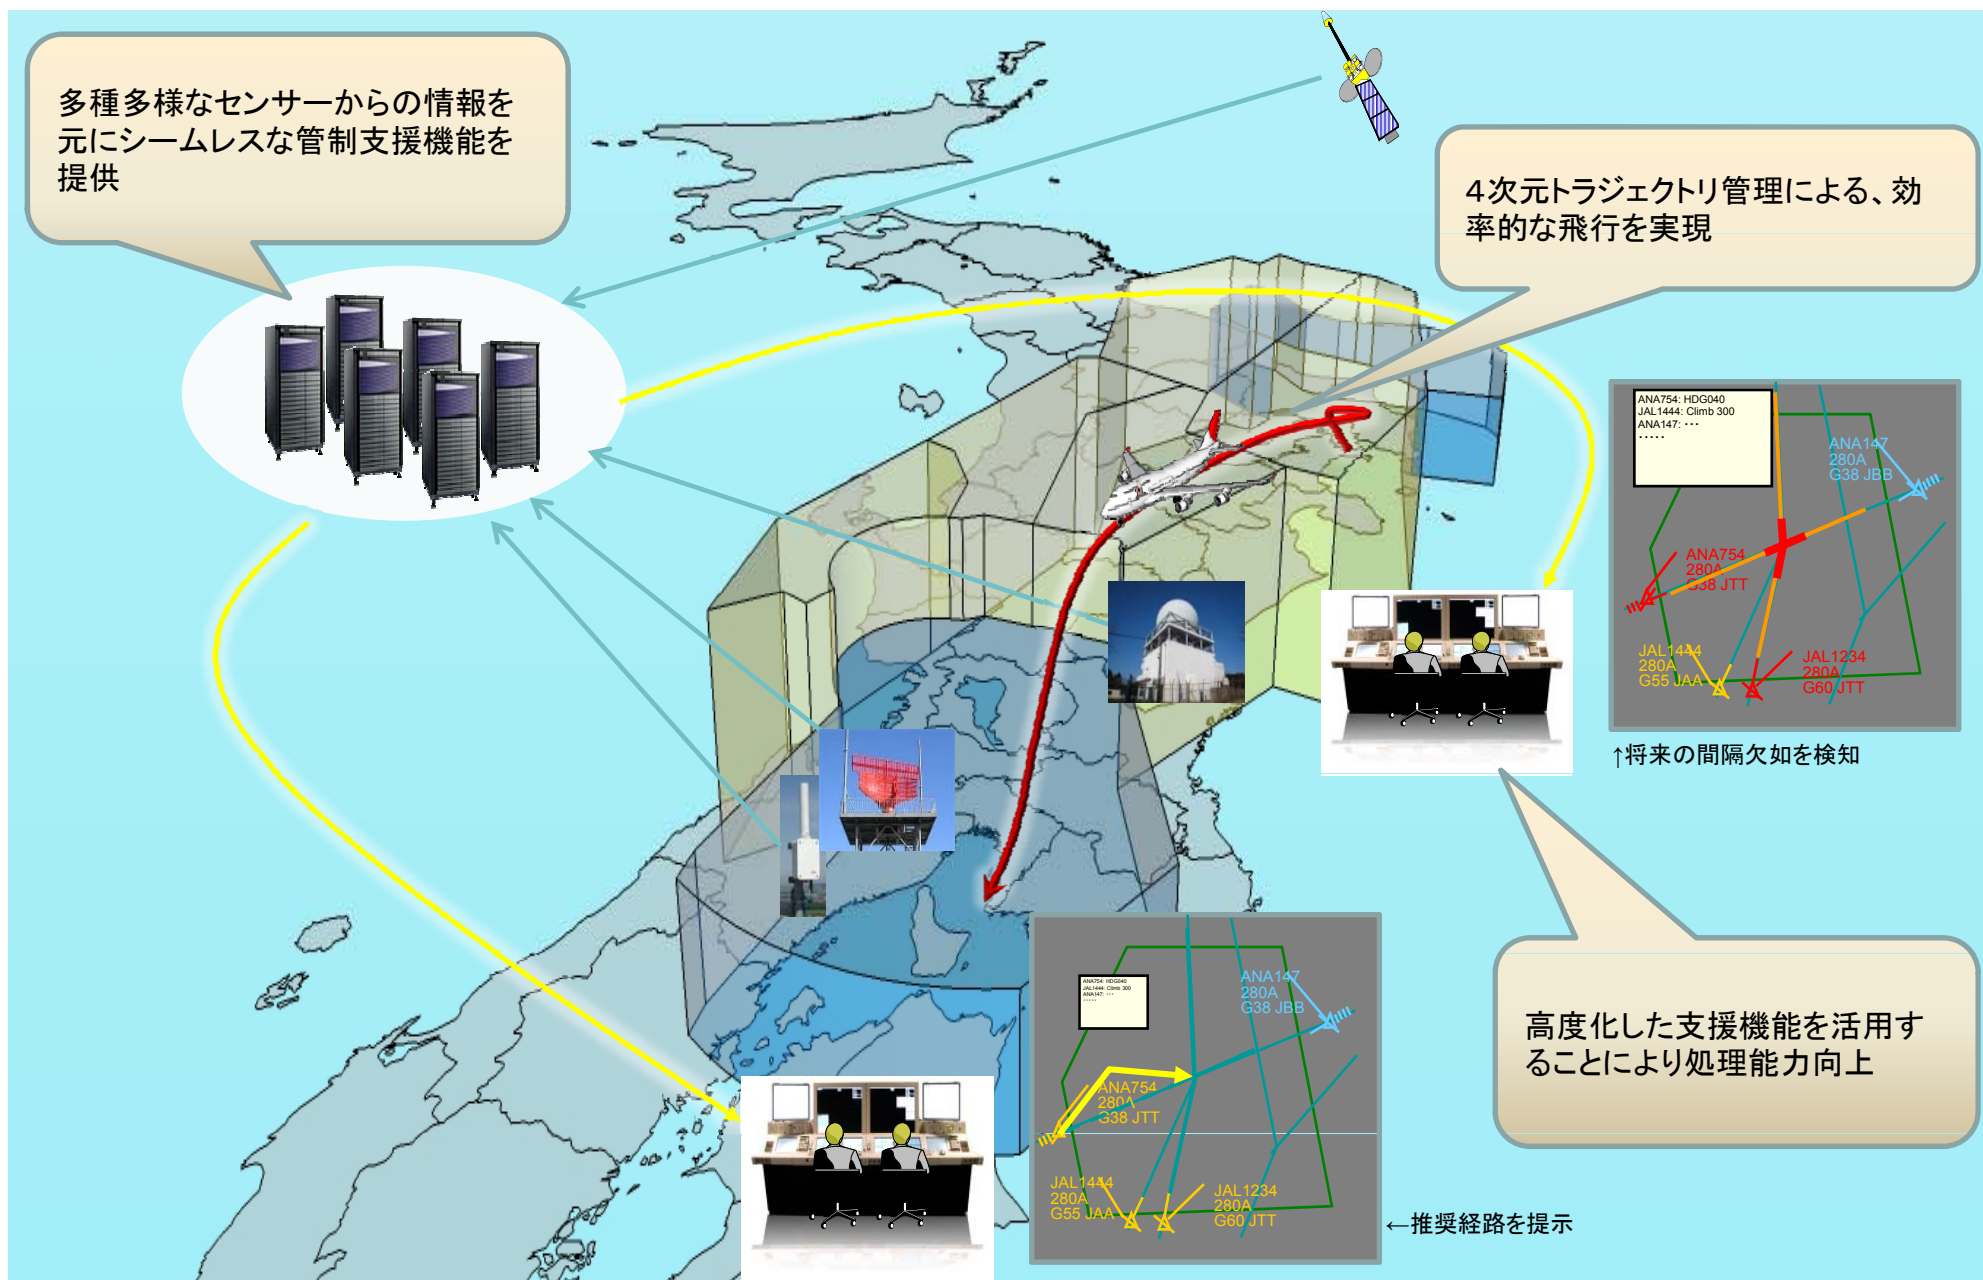 多種多様なセンサーからの情報を
元にシームレスな管制支援機能を
提供
４次元トラジェクトリ管理による、効
率的な飛行を実現
ANA754: HDG040
JAL1444: Climb 300
ANA147: ･･･
･････
ANA147
280A
G38 JBB
ANA754
280A
G38 JTT
JAL1444
280A
G55 JAA
JAL1234
280A
G60 JTT
↑将来の間隔欠如を検知
高度化した支援機能を活用す
ることにより処理能力向上
ANA754: HDG040
JAL1444: Climb 300
ANA147: ･･･
･････
ANA147
280A
G38 JBB
ANA754
280A
G38 JTT
JAL1444
280A
G55 JAA
JAL1234
280A
G60 JTT
←推奨経路を提示